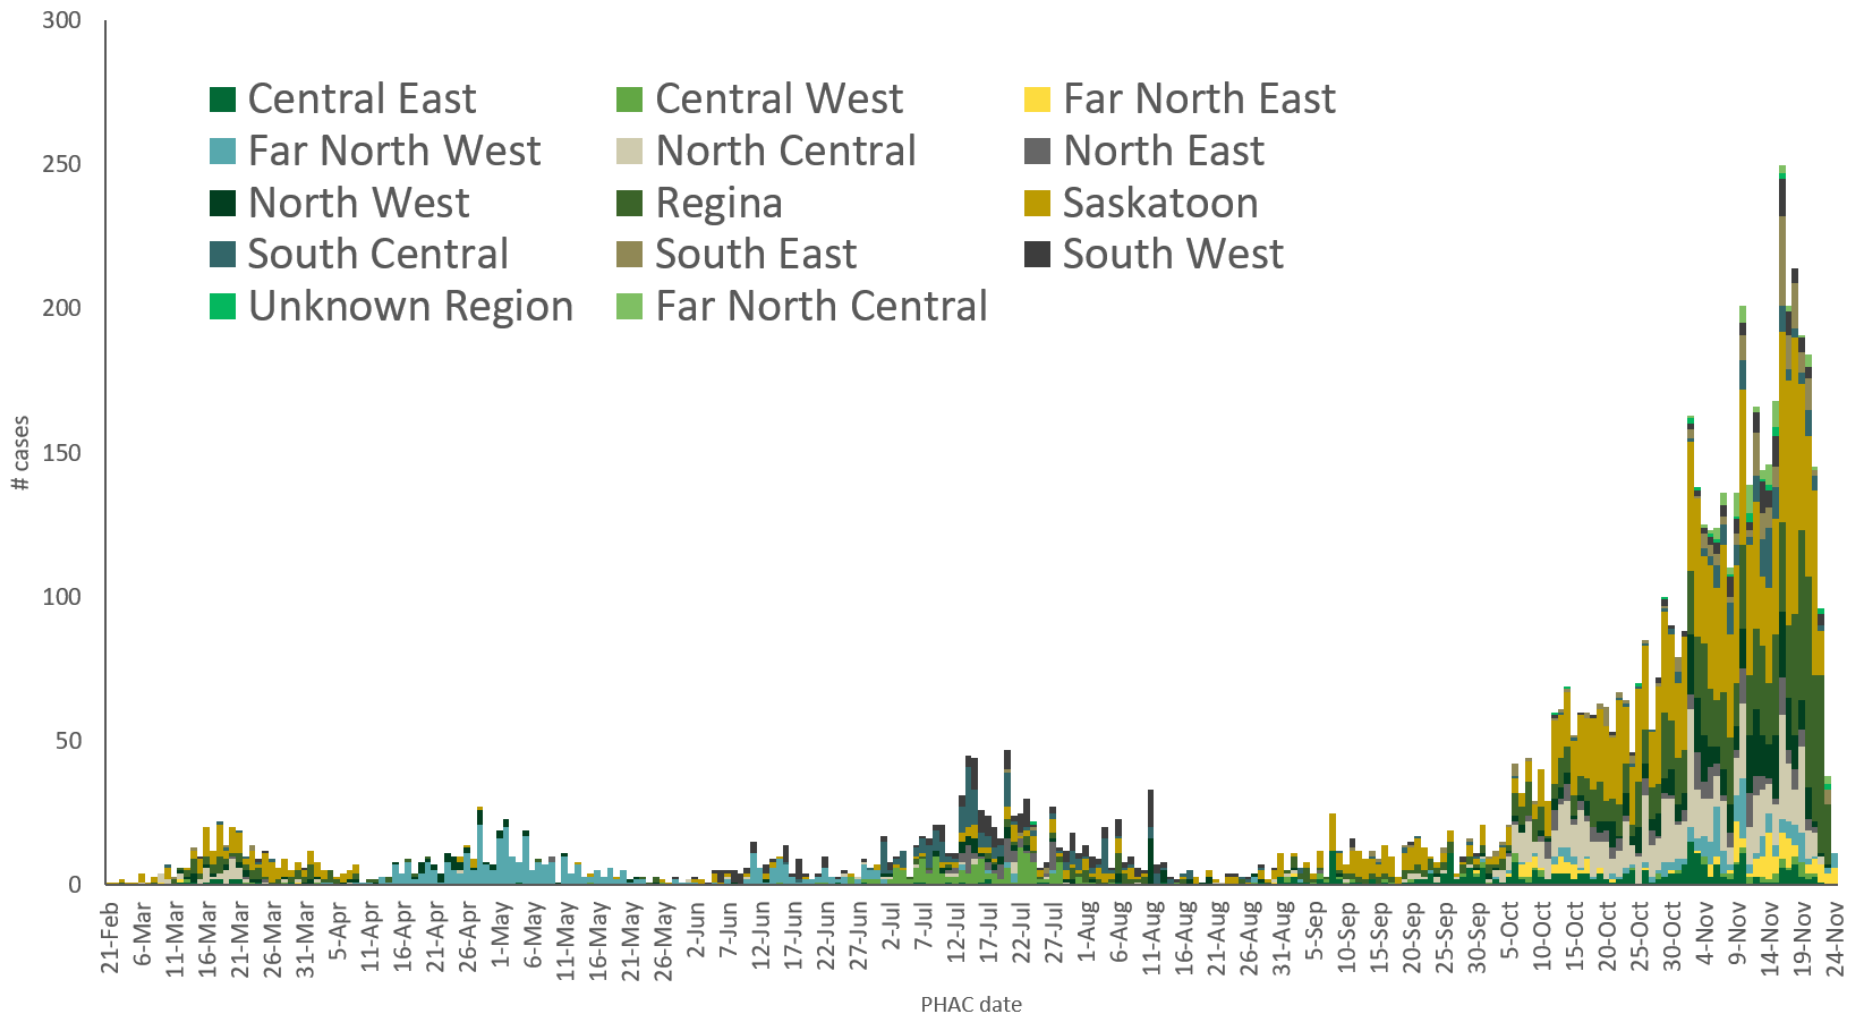 300
Central East Central West Far North East
Far North West North Central North East
250
North West Regina Saskatoon
South Central South East South West
200
Unknown Region Far North Central
150
100
50
0
# cases
21-Feb
6-Mar
11-Mar
16-Mar
21-Mar
26-Mar
31-Mar
5-Apr
11-Apr
16-Apr
21-Apr
26-Apr
1-May
6-May
11-May
16-May
21-May
26-May
2-Jun
7-Jun
12-Jun
17-Jun
22-Jun
27-Jun
2-Jul
7-Jul
12-Jul
17-Jul
22-Jul
27-Jul
1-Aug
6-Aug
11-Aug
16-Aug
21-Aug
26-Aug
31-Aug
5-Sep
10-Sep
15-Sep
20-Sep
25-Sep
30-Sep
5-Oct
10-Oct
15-Oct
20-Oct
25-Oct
30-Oct
4-Nov
9-Nov
14-Nov
19-Nov
24-Nov
PHAC date